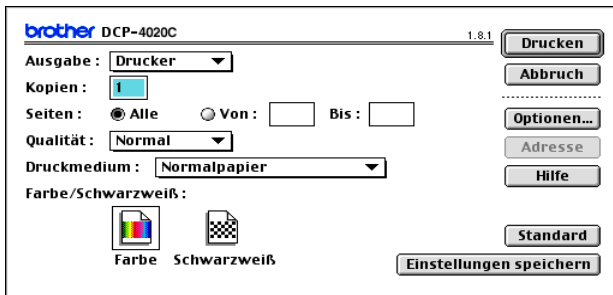 brother DCP-4020C 1.8.1
Drucken
Ausgabe : Drucker
Abbruch
Kopien : 1
Seiten : Alle Von : Bis :
Optionen...
Qualität : Normal
Adresse
Druckmedium : Normalpapier
Hilfe
Farbe/Schwarzweiß :
Standard
Farbe Schwarzweiß
Einstellungen speichern